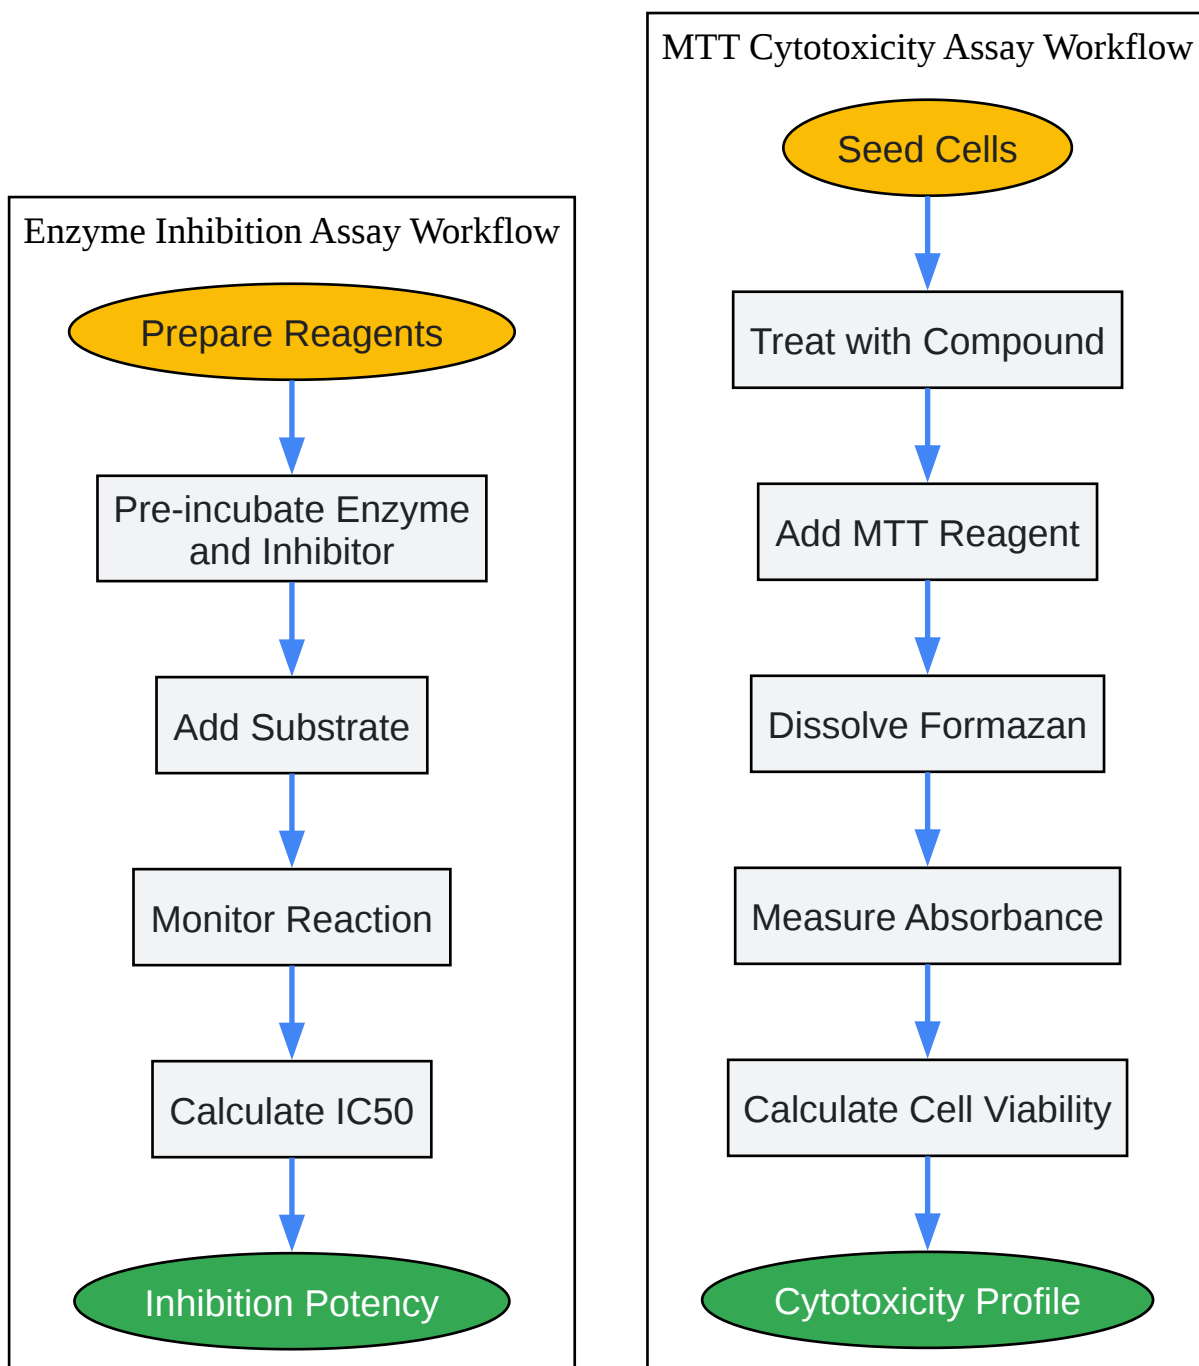 Enzyme Inhibition Assay Workflow
Prepare Reagents
Pre-incubate Enzyme
and Inhibitor
Add Substrate
Monitor Reaction
Calculate IC50
Inhibition Potency
MTT Cytotoxicity Assay Workflow
Seed Cells
Treat with Compound
Add MTT Reagent
Dissolve Formazan
Measure Absorbance
Calculate Cell Viability
Cytotoxicity Profile